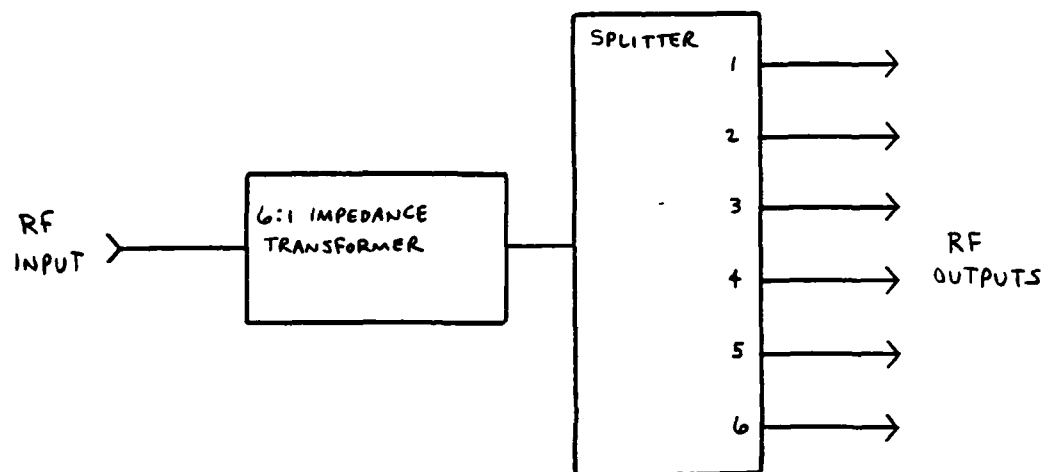 SPLITTER
1
2
3
4
5
6
6:1 IMPEDANCE
TRANSFORMER
RF
INPUT
RF
OUTPUTS